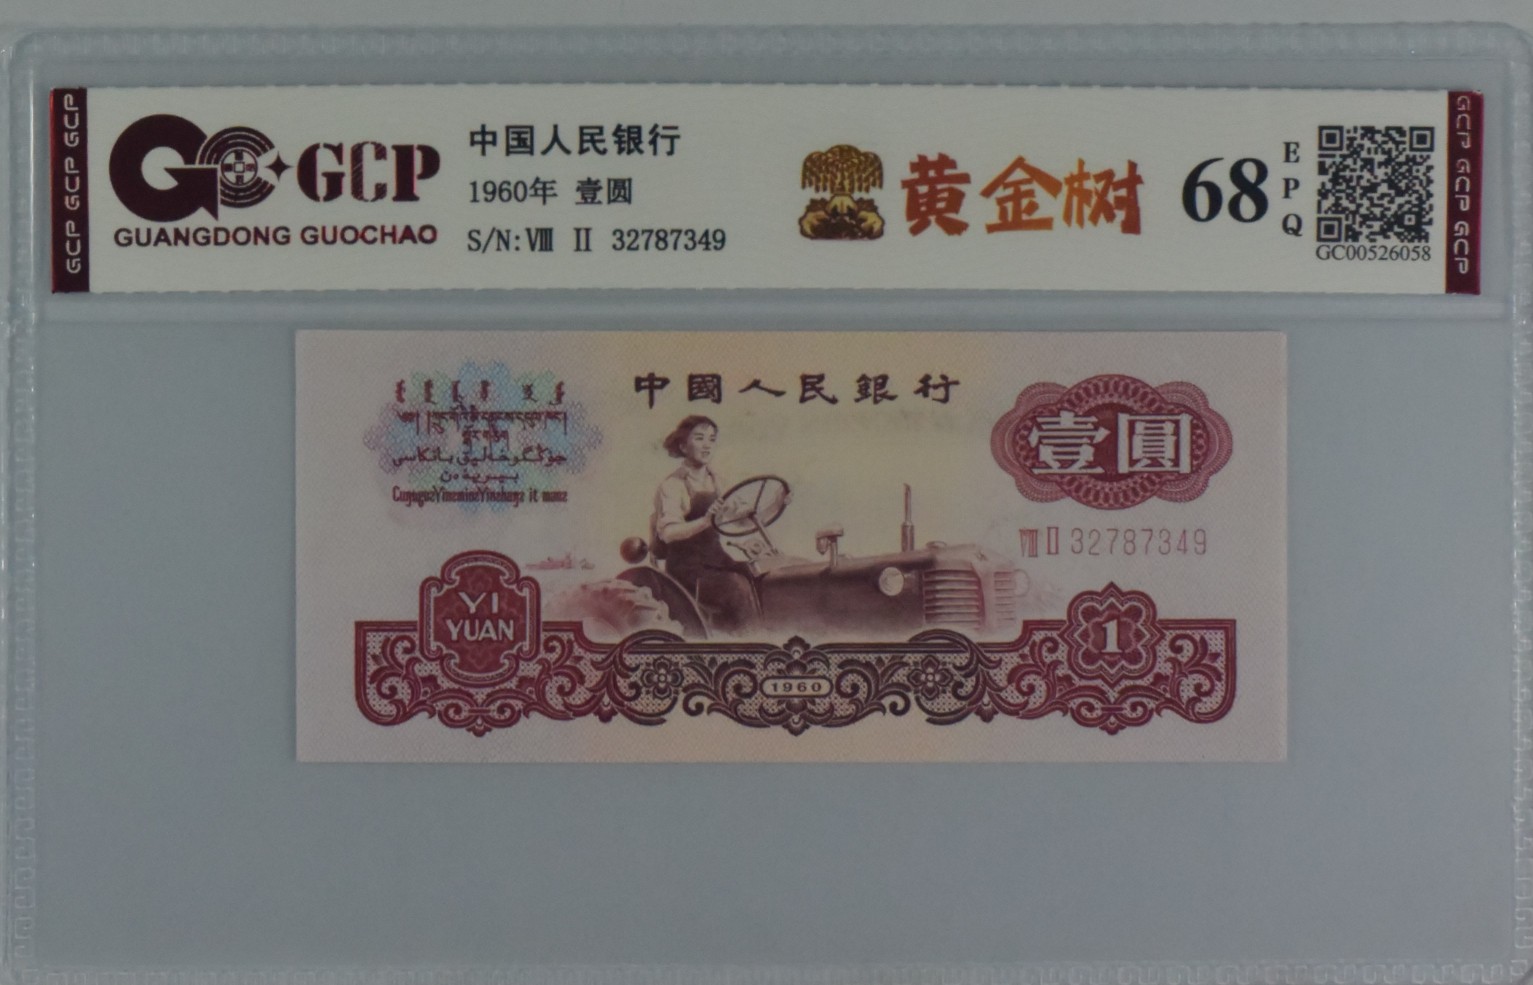 GCP GCP GCP
GCP
GUANGDONG GUOCHAO
中国人民银行
1960年 壹圆
S/N: Ⅷ Ⅱ 32787349
黄金树
68
EPQ
GC00526058
GCP GCP GCP
中國人民銀行
壹圓
Ⅷ Ⅱ 32787349
YI
YUAN
1960
1